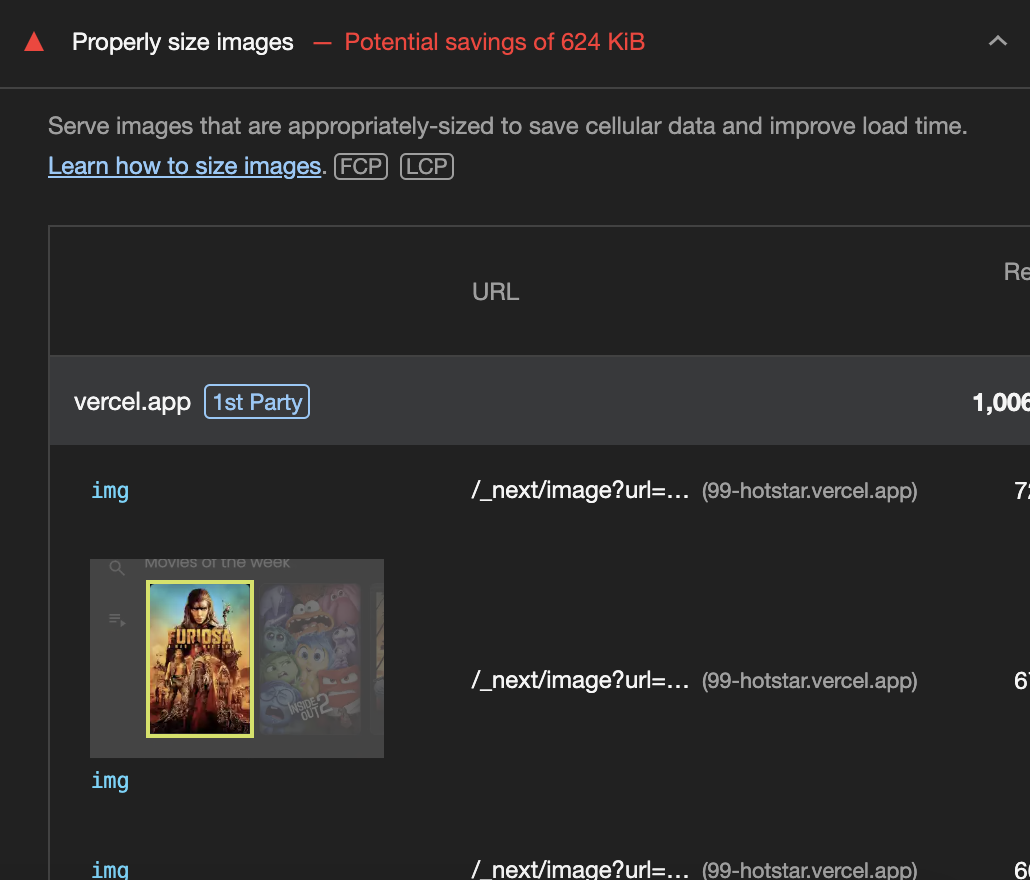 Properly size images — Potential savings of 624 KiB
Serve images that are appropriately-sized to save cellular data and improve load time.
Learn how to size images. FCP LCP
URL
Re
vercel.app 1st Party 1,006
img /_next/image?url=… (99-hotstar.vercel.app) 72
Movies of the week
FURIOSA
INSIDE OUT 2
/_next/image?url=… (99-hotstar.vercel.app) 67
img
img /_next/image?url=… (99-hotstar.vercel.app)